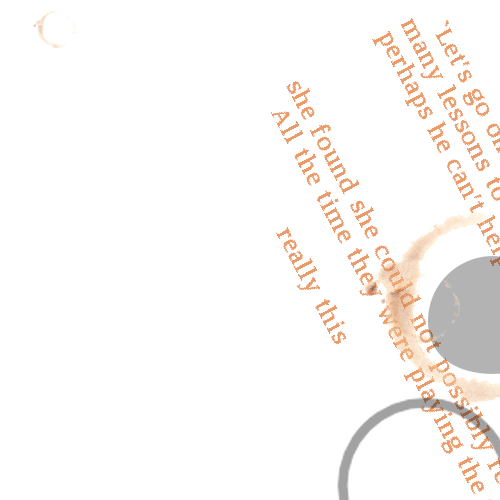 `Let's go on
many lessons to
perhaps he can't help
she found she could not possibly
All the time they were playing the
really this